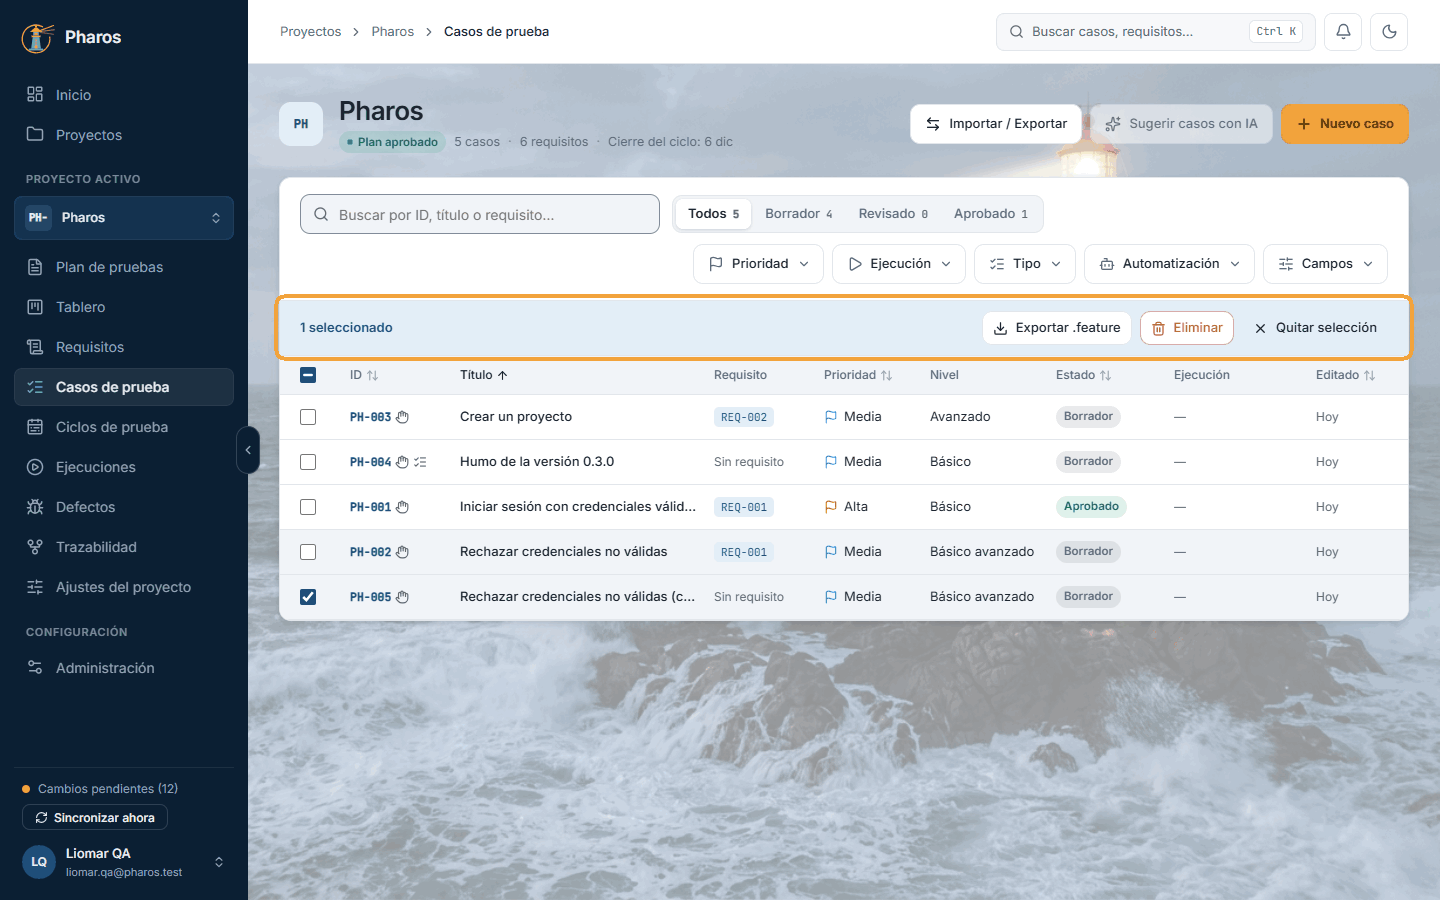 Pharos
Inicio
Proyectos
PROYECTO ACTIVO
PH- Pharos
Plan de pruebas
Tablero
Requisitos
Casos de prueba
Ciclos de prueba
Ejecuciones
Defectos
Trazabilidad
Ajustes del proyecto
CONFIGURACIÓN
Administración
Cambios pendientes (12)
Sincronizar ahora
LQ Liomar QA
liomar.qa@pharos.test
Proyectos > Pharos > Casos de prueba
Buscar casos, requisitos... Ctrl K
PH Pharos
Plan aprobado 5 casos · 6 requisitos · Cierre del ciclo: 6 dic
Importar / Exportar Sugerir casos con IA Nuevo caso
Buscar por ID, título o requisito... Todos 5 Borrador 4 Revisado 0 Aprobado 1
Prioridad Ejecución Tipo Automatización Campos
1 seleccionado Exportar .feature Eliminar Quitar selección
ID Título Requisito Prioridad Nivel Estado Ejecución Editado
PH-003 Crear un proyecto REQ-002 Media Avanzado Borrador — Hoy
PH-004 Humo de la versión 0.3.0 Sin requisito Media Básico Borrador — Hoy
PH-001 Iniciar sesión con credenciales válid... REQ-001 Alta Básico Aprobado — Hoy
PH-002 Rechazar credenciales no válidas REQ-001 Media Básico avanzado Borrador — Hoy
PH-005 Rechazar credenciales no válidas (c... Sin requisito Media Básico avanzado Borrador — Hoy